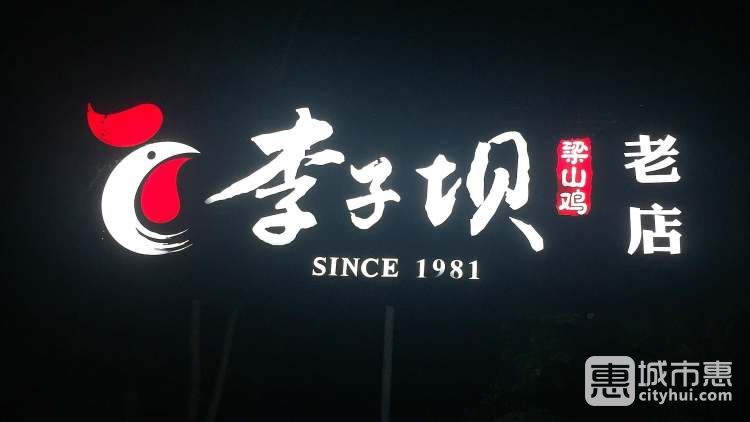 李子坝
梁山鸡
老店
SINCE 1981
惠 城市惠
cityhui.com